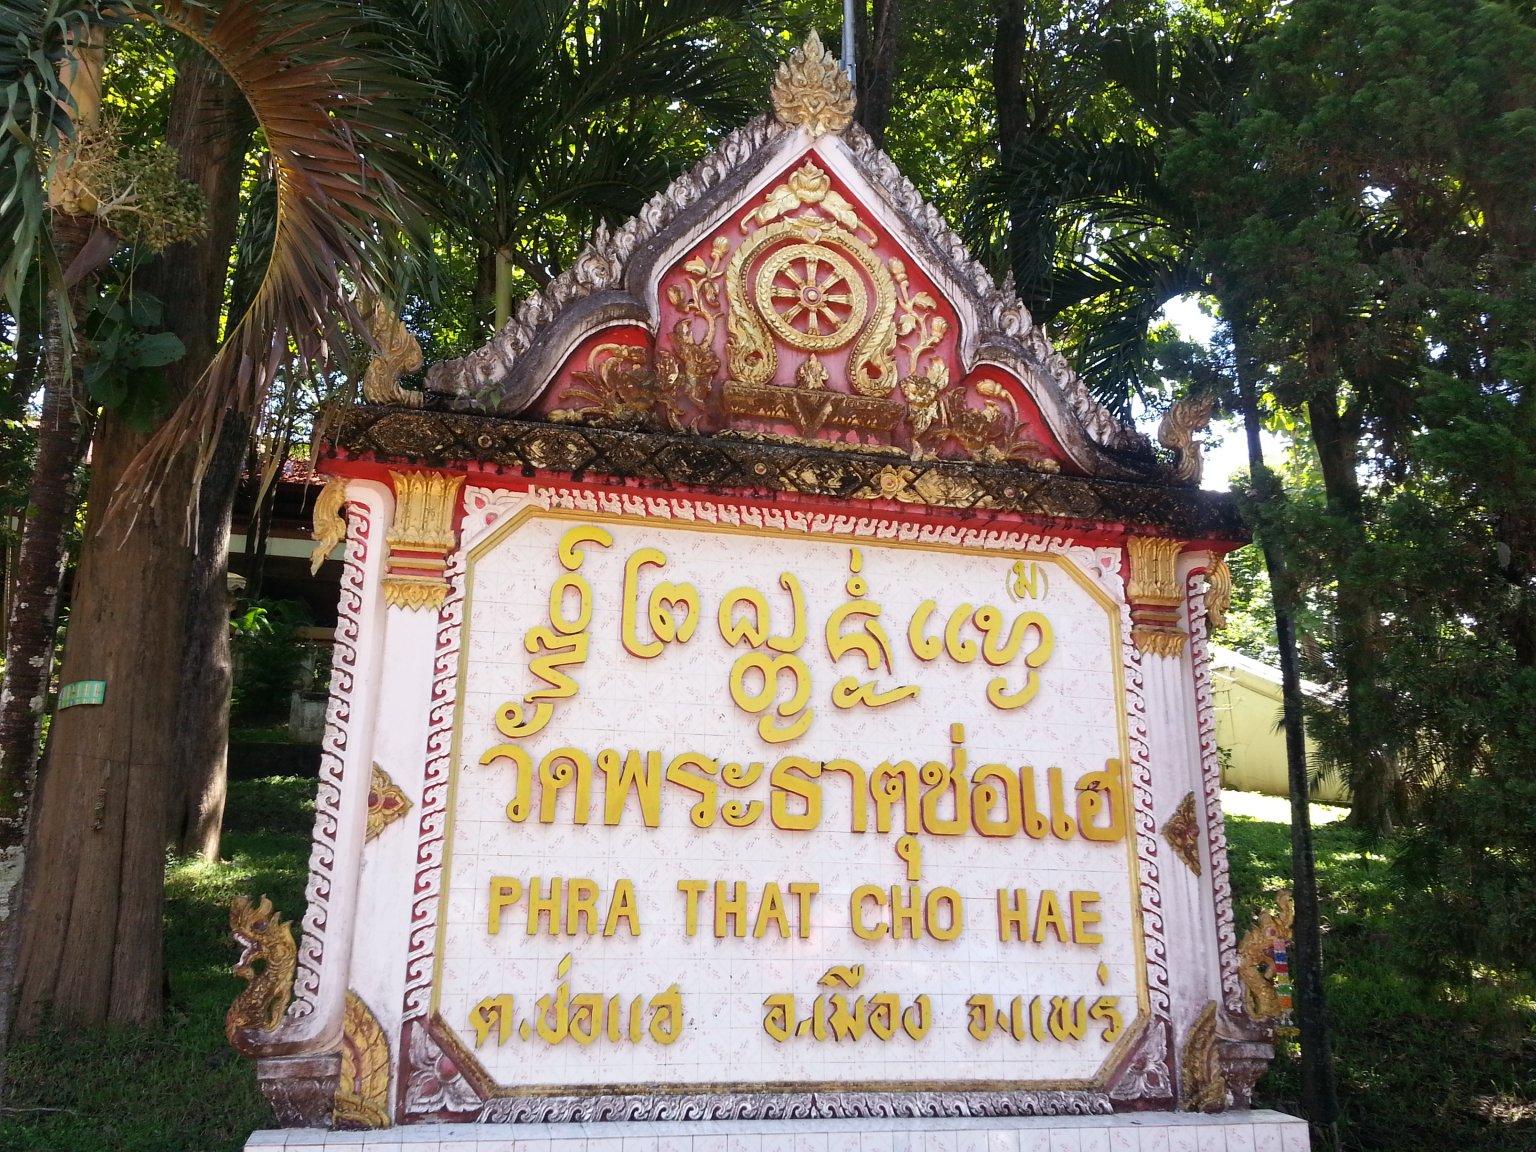 วัดพระธาตุช่อแฮ
PHRA THAT CHO HAE
ต.ช่อแฮ อ.เมือง จ.แพร่